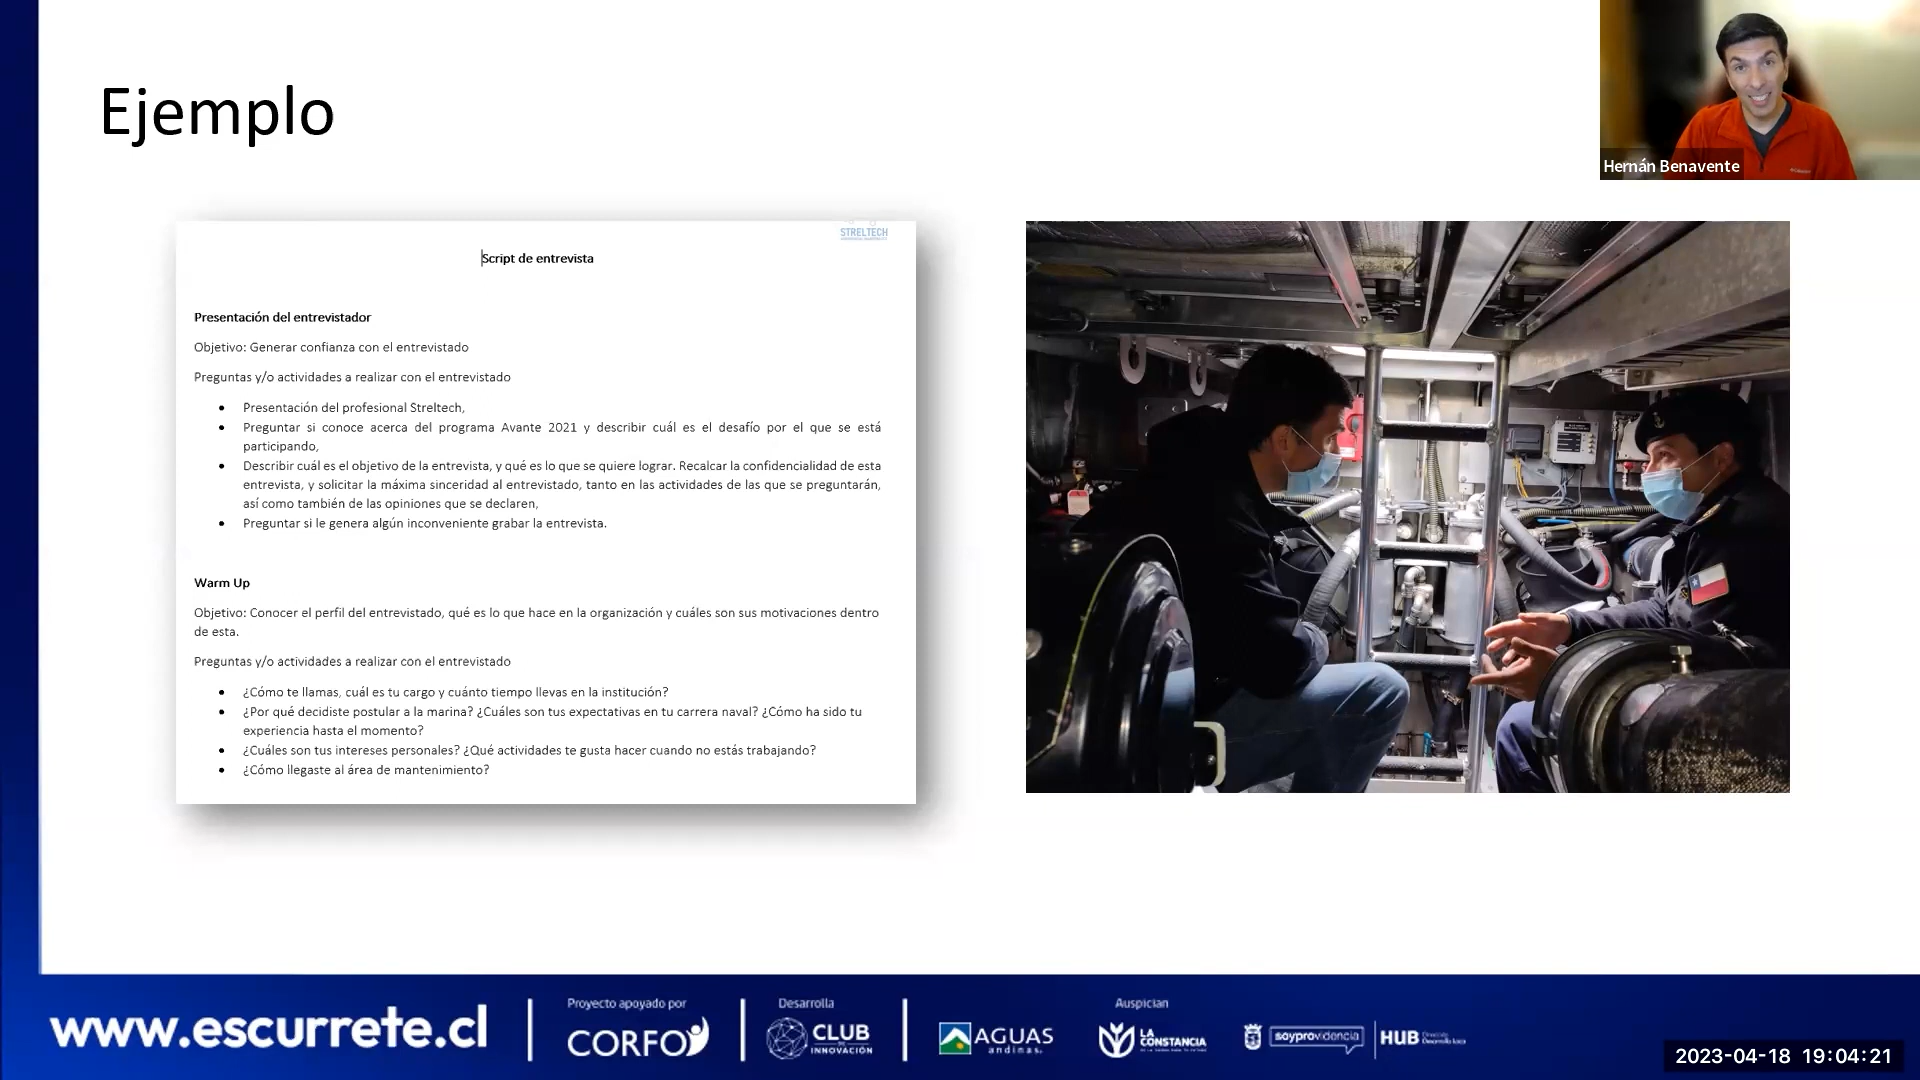 Ejemplo
Hernán Benavente
STRELTECH
Script de entrevista
Presentación del entrevistador
Objetivo: Generar confianza con el entrevistado
Preguntas y/o actividades a realizar con el entrevistado
• Presentación del profesional Streltech,
• Preguntar si conoce acerca del programa Avante 2021 y describir cuál es el desafío por el que se está
participando,
• Describir cuál es el objetivo de la entrevista, y qué es lo que se quiere lograr. Recalcar la confidencialidad de esta
entrevista, y solicitar la máxima sinceridad al entrevistado, tanto en las actividades de las que se preguntarán,
así como también de las opiniones que se declaren,
• Preguntar si le genera algún inconveniente grabar la entrevista.
Warm Up
Objetivo: Conocer el perfil del entrevistado, qué es lo que hace en la organización y cuáles son sus motivaciones dentro
de esta.
Preguntas y/o actividades a realizar con el entrevistado
• ¿Cómo te llamas, cuál es tu cargo y cuánto tiempo llevas en la institución?
• ¿Por qué decidiste postular a la marina? ¿Cuáles son tus expectativas en tu carrera naval? ¿Cómo ha sido tu
experiencia hasta el momento?
• ¿Cuáles son tus intereses personales? ¿Qué actividades te gusta hacer cuando no estás trabajando?
• ¿Cómo llegaste al área de mantenimiento?
www.escurrete.cl
Proyecto apoyado por
CORFO
Desarrolla
CLUB
DE
INNOVACIÓN
Auspician
AGUAS
andinas.
LA
CONSTANCIA
soyprovidencia
HUB
2023-04-18 19:04:21